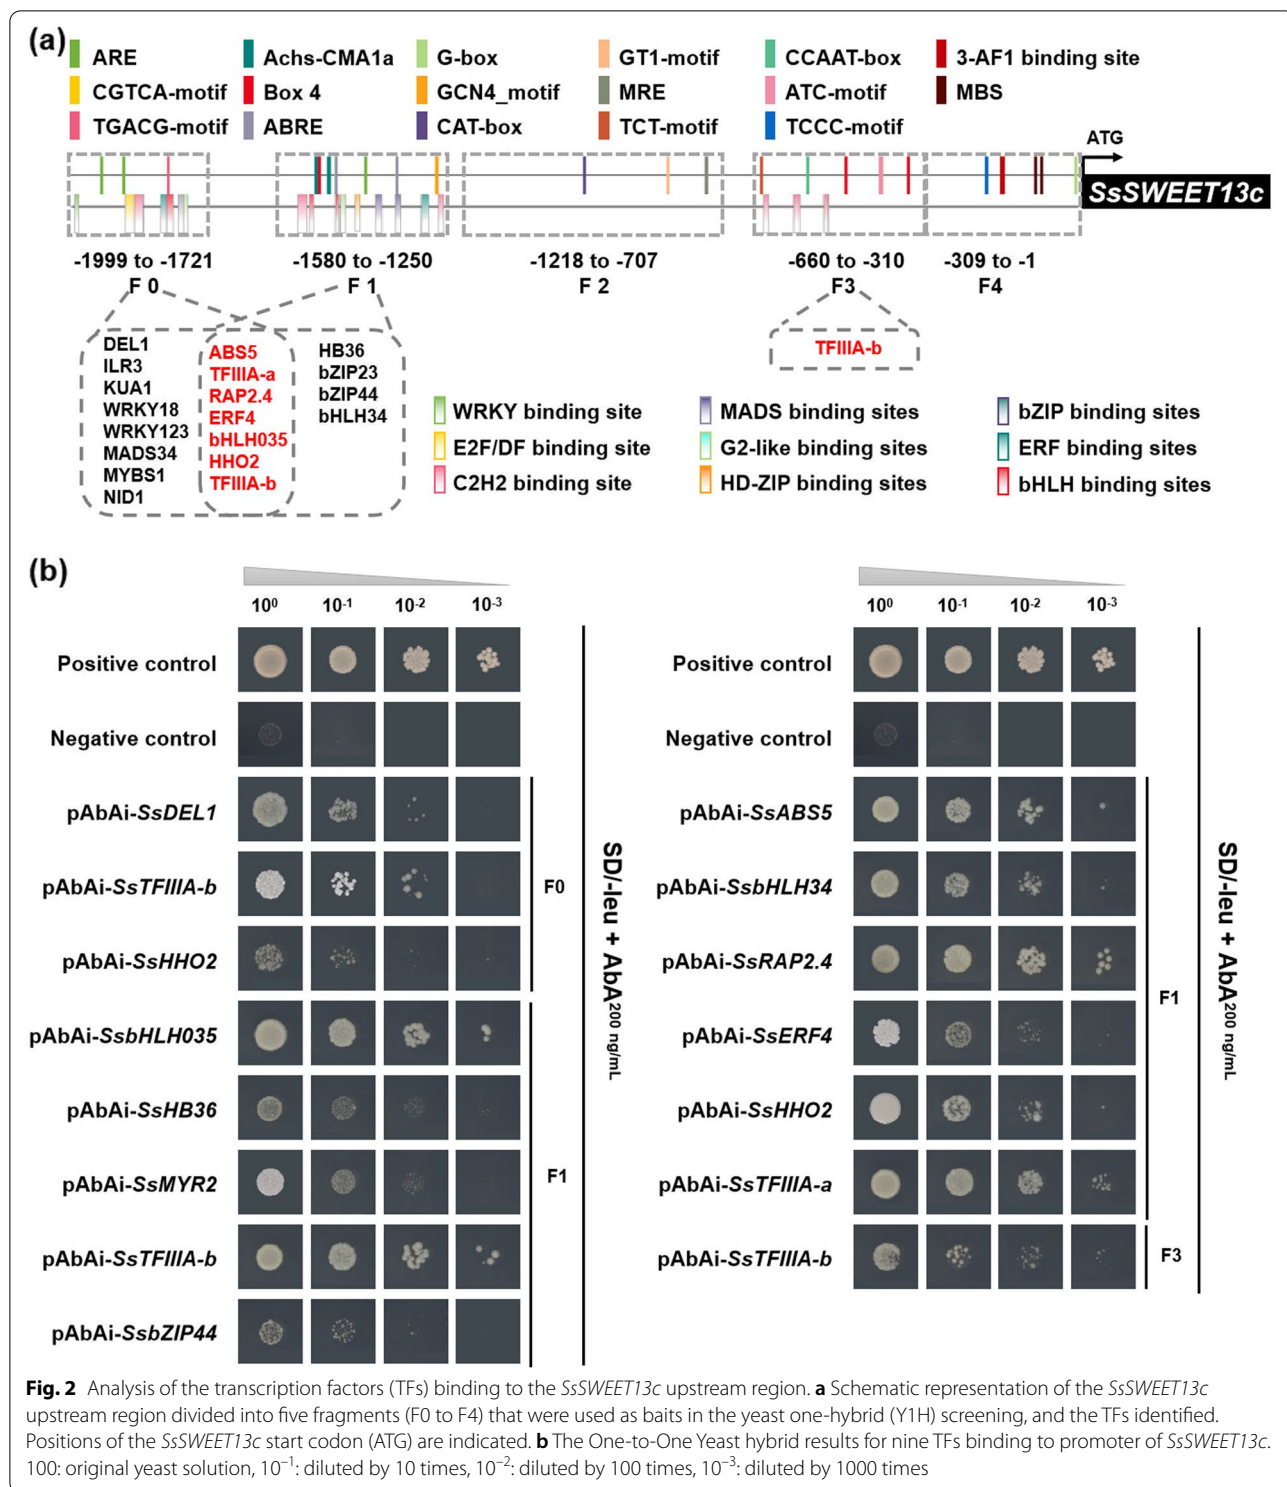 (a)
ARE
Achs-CMA1a
G-box
GT1-motif
CCAAT-box
3-AF1 binding site
CGTCA-motif
Box 4
GCN4_motif
MRE
ATC-motif
MBS
TGACG-motif
ABRE
CAT-box
TCT-motif
TCCC-motif
ATG
SsSWEET13c
-1999 to -1721
-1580 to -1250
-1218 to -707
-660 to -310
-309 to -1
F 0
F 1
F 2
F3
F4
DEL1
ILR3
KUA1
WRKY18
WRKY123
MADS34
MYBS1
NID1
ABS5
TFIIIA-a
RAP2.4
ERF4
bHLH035
HHO2
TFIIIA-b
HB36
bZIP23
bZIP44
bHLH34
TFIIIA-b
WRKY binding site
MADS binding sites
bZIP binding sites
E2F/DF binding site
G2-like binding sites
ERF binding sites
C2H2 binding site
HD-ZIP binding sites
bHLH binding sites
(b)
10⁰ 10⁻¹ 10⁻² 10⁻³
Positive control
Negative control
pAbAi-SsDEL1
pAbAi-SsTFIIIA-b
pAbAi-SsHHO2
pAbAi-SsbHLH035
pAbAi-SsHB36
pAbAi-SsMYR2
pAbAi-SsTFIIIA-b
pAbAi-SsbZIP44
F0
F1
SD/-leu + AbA²⁰⁰ ng/mL
10⁰ 10⁻¹ 10⁻² 10⁻³
Positive control
Negative control
pAbAi-SsABS5
pAbAi-SsbHLH34
pAbAi-SsRAP2.4
pAbAi-SsERF4
pAbAi-SsHHO2
pAbAi-SsTFIIIA-a
pAbAi-SsTFIIIA-b
F1
F3
SD/-leu + AbA²⁰⁰ ng/mL
Fig. 2 Analysis of the transcription factors (TFs) binding to the SsSWEET13c upstream region. a Schematic representation of the SsSWEET13c
upstream region divided into five fragments (F0 to F4) that were used as baits in the yeast one-hybrid (Y1H) screening, and the TFs identified.
Positions of the SsSWEET13c start codon (ATG) are indicated. b The One-to-One Yeast hybrid results for nine TFs binding to promoter of SsSWEET13c.
100: original yeast solution, 10⁻¹: diluted by 10 times, 10⁻²: diluted by 100 times, 10⁻³: diluted by 1000 times